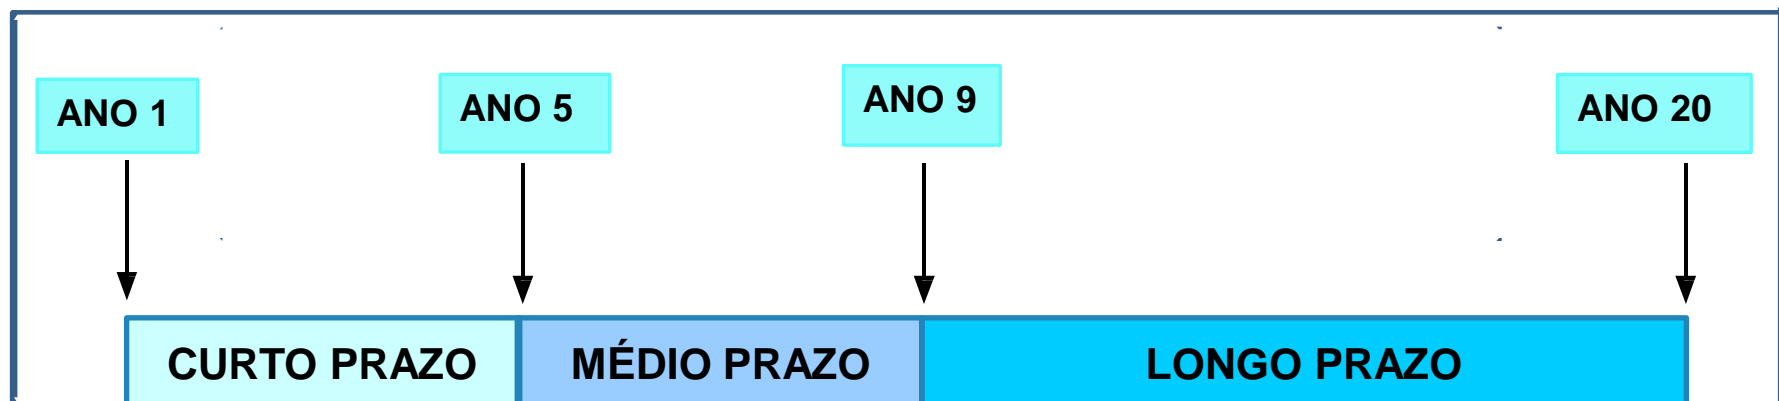 ANO 1
ANO 5
ANO 9
ANO 20
CURTO PRAZO
MÉDIO PRAZO
LONGO PRAZO